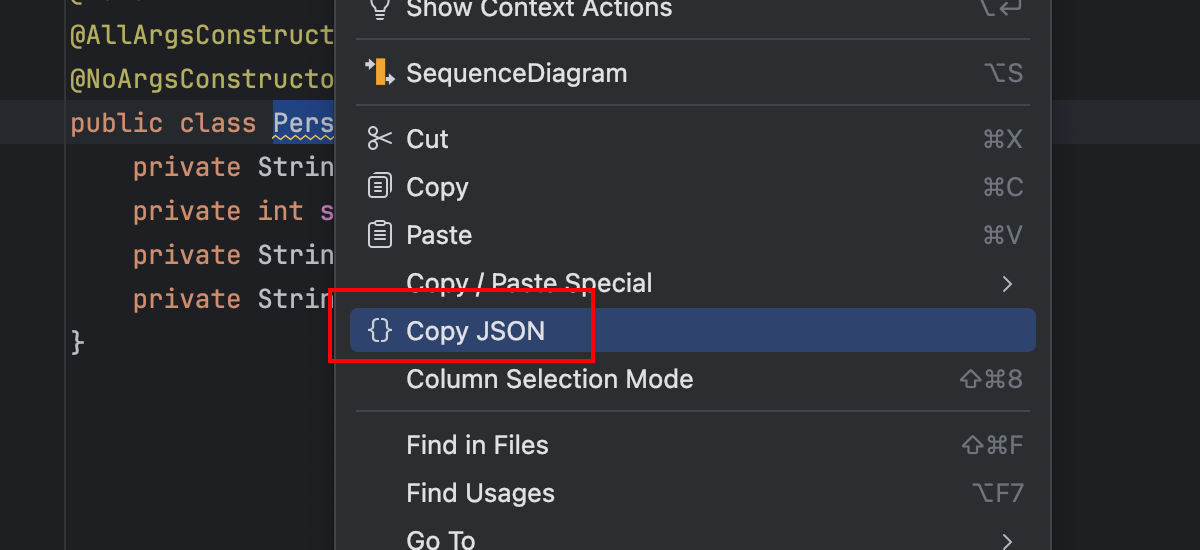 @AllArgsConstruct
@NoArgsConstructo
public class Pers
private Strin
private int s
private Strin
private Strin
}
Show Context Actions ⌥↩
SequenceDiagram ⌥S
Cut ⌘X
Copy ⌘C
Paste ⌘V
Copy / Paste Special
Copy JSON
Column Selection Mode ⇧⌘8
Find in Files ⇧⌘F
Find Usages ⌥F7
Go To